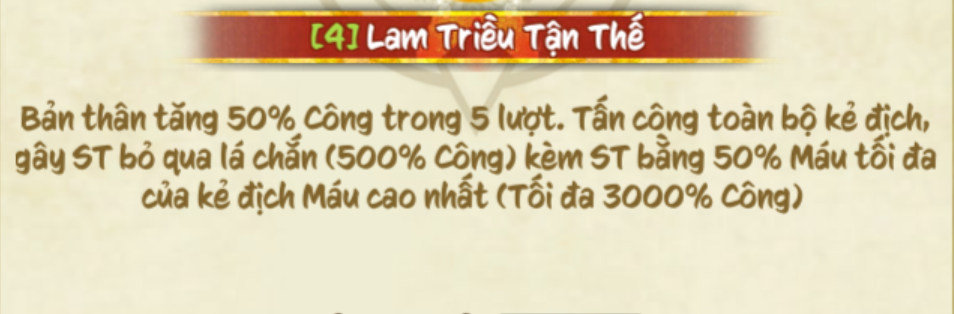 [4] Lam Triều Tận Thế
Bản thân tăng 50% Công trong 5 lượt. Tấn công toàn bộ kẻ địch,
gây ST bỏ qua lá chắn (500% Công) kèm ST bằng 50% Máu tối đa
của kẻ địch Máu cao nhất (Tối đa 3000% Công)